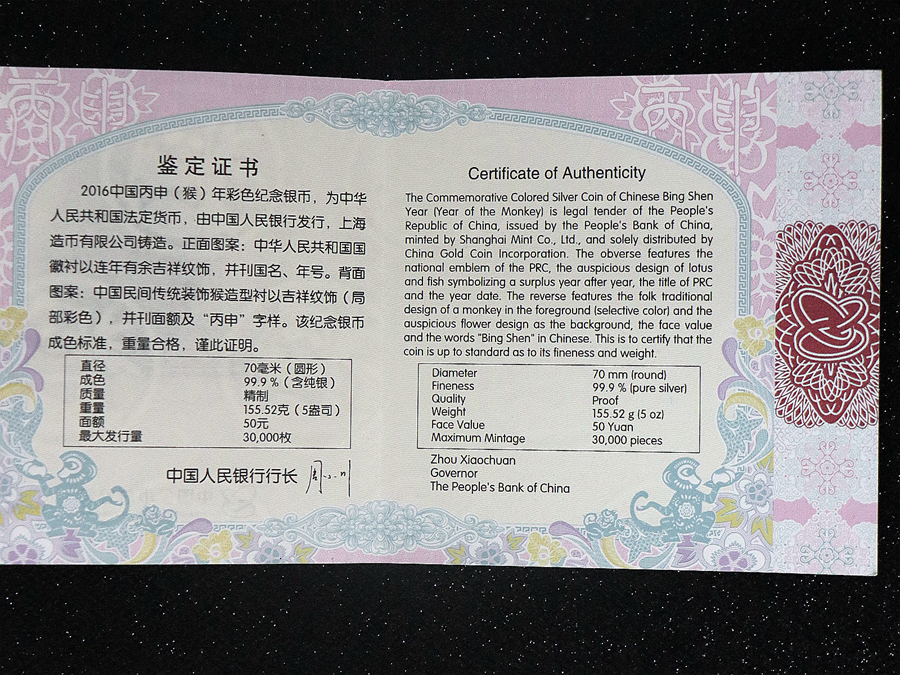 鉴定证书
2016中国丙申（猴）年彩色纪念银币，为中华
人民共和国法定货币，由中国人民银行发行，上海
造币有限公司铸造。正面图案：中华人民共和国国
徽衬以连年有余吉祥纹饰，并刊国名、年号。背面
图案：中国民间传统装饰猴造型衬以吉祥纹饰（局
部彩色），并刊面额及“丙申”字样。该纪念银币
成色标准，重量合格，谨此证明。
直径 70毫米（圆形）
成色 99.9％（含纯银）
质量 精制
重量 155.52克（5盎司）
面额 50元
最大发行量 30,000枚
中国人民银行行长
Certificate of Authenticity
The Commemorative Colored Silver Coin of Chinese Bing Shen
Year (Year of the Monkey) is legal tender of the People's
Republic of China, issued by the People's Bank of China,
minted by Shanghai Mint Co., Ltd., and solely distributed by
China Gold Coin Incorporation. The obverse features the
national emblem of the PRC, the auspicious design of lotus
and fish symbolizing a surplus year after year, the title of PRC
and the year date. The reverse features the folk traditional
design of a monkey in the foreground (selective color) and the
auspicious flower design as the background, the face value
and the words "Bing Shen" in Chinese. This is to certify that the
coin is up to standard as to its fineness and weight.
Diameter 70 mm (round)
Fineness 99.9 % (pure silver)
Quality Proof
Weight 155.52 g (5 oz)
Face Value 50 Yuan
Maximum Mintage 30,000 pieces
Zhou Xiaochuan
Governor
The People's Bank of China